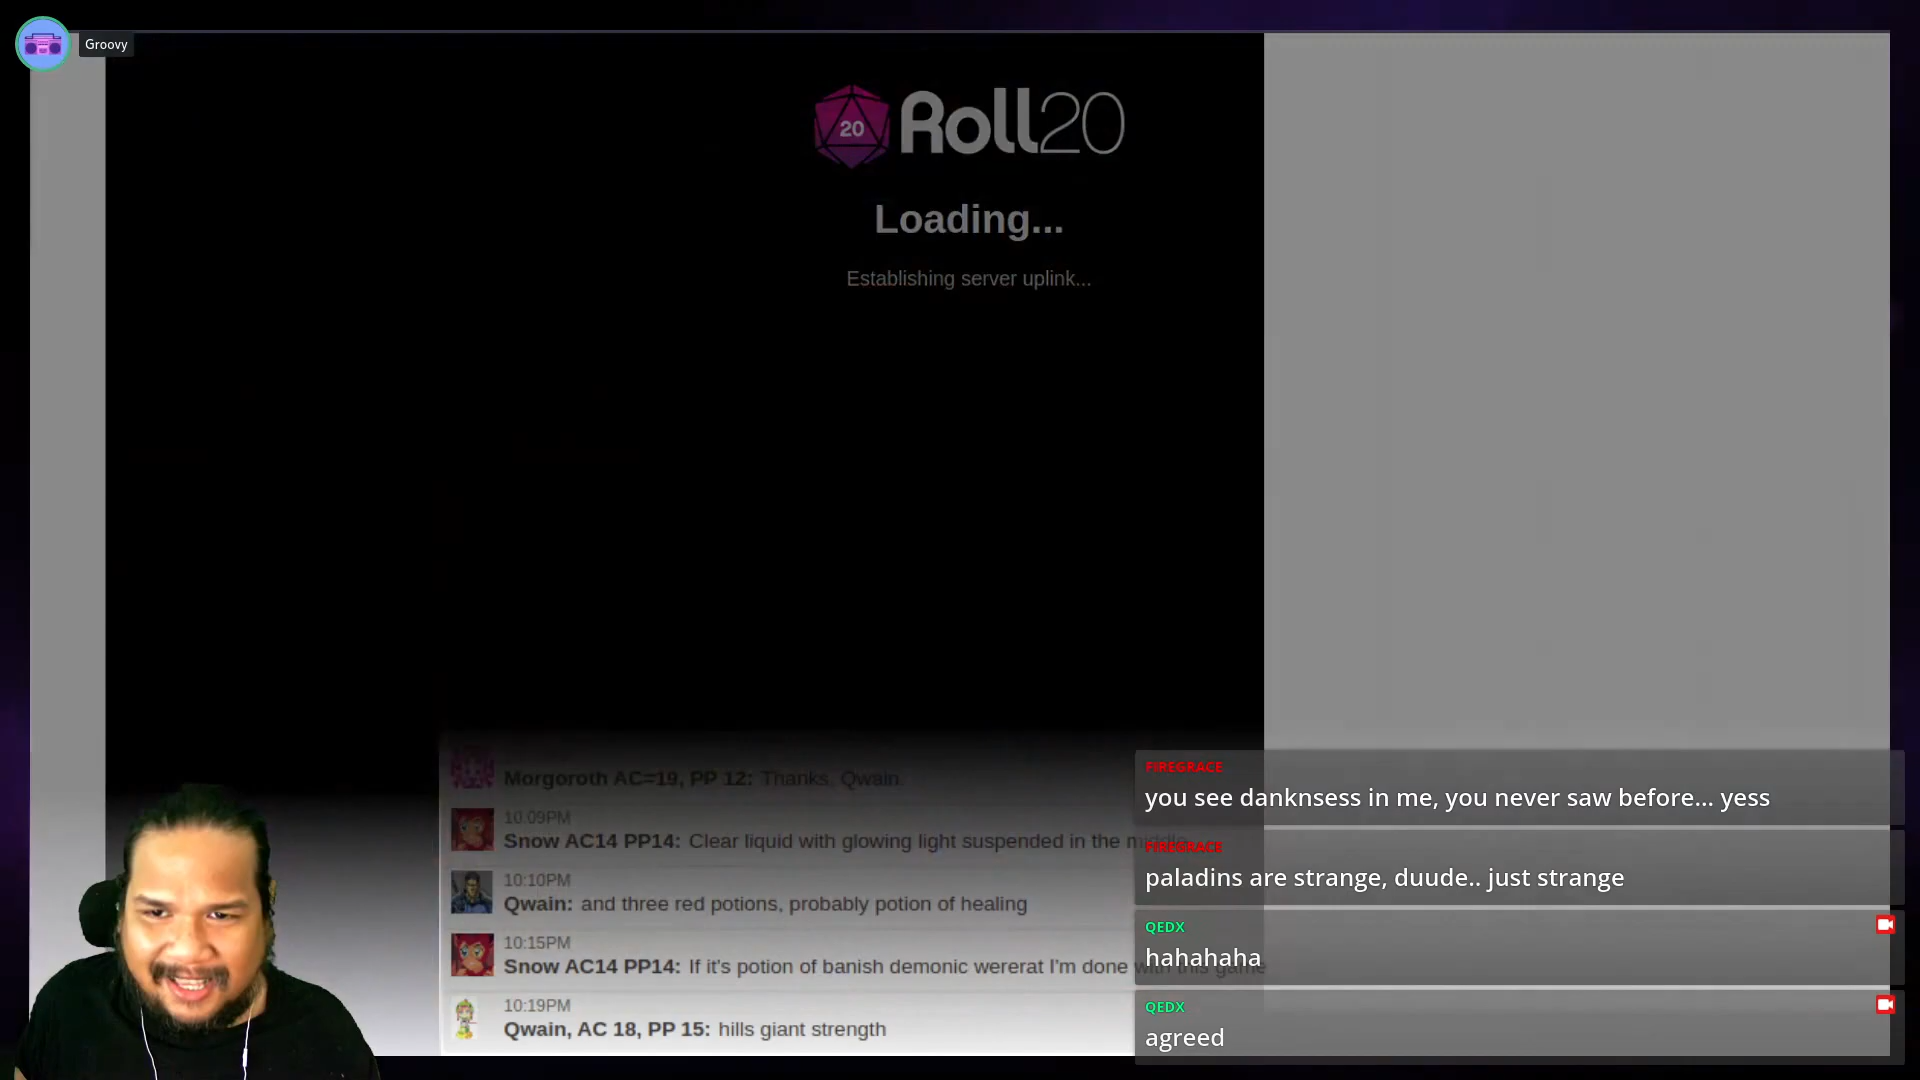 Groovy
20
Roll20
Loading...
Establishing server uplink...
Morgoroth AC=19, PP 12: Thanks, Qwain
10:09PM
Snow AC14 PP14: Clear liquid with glowing light suspended in the middle
10:10PM
Qwain: and three red potions, probably potion of healing
10:15PM
Snow AC14 PP14: If it's potion of banish demonic wererat I'm done with this game
10:19PM
Qwain, AC 18, PP 15: hills giant strength
FIREGRACE
you see danknsess in me, you never saw before... yess
FIREGRACE
paladins are strange, duude.. just strange
QEDX
hahahaha
QEDX
agreed